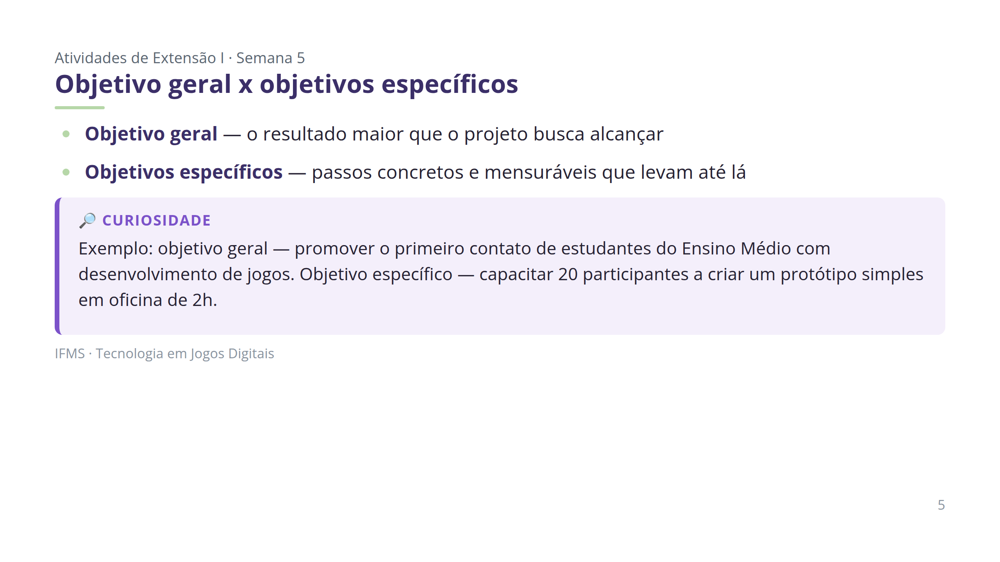 Atividades de Extensão I · Semana 5
Objetivo geral x objetivos específicos
Objetivo geral — o resultado maior que o projeto busca alcançar
Objetivos específicos — passos concretos e mensuráveis que levam até lá
🔎 CURIOSIDADE
Exemplo: objetivo geral — promover o primeiro contato de estudantes do Ensino Médio com
desenvolvimento de jogos. Objetivo específico — capacitar 20 participantes a criar um protótipo simples
em oficina de 2h.
IFMS · Tecnologia em Jogos Digitais
5